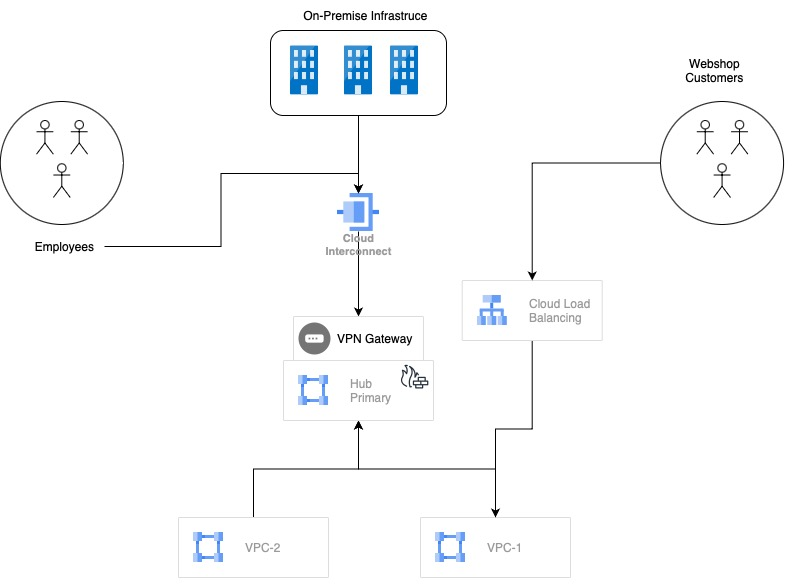 On-Premise Infrastruce
Webshop
Customers
Employees
Cloud
Interconnect
Cloud Load
Balancing
VPN Gateway
Hub
Primary
VPC-2
VPC-1